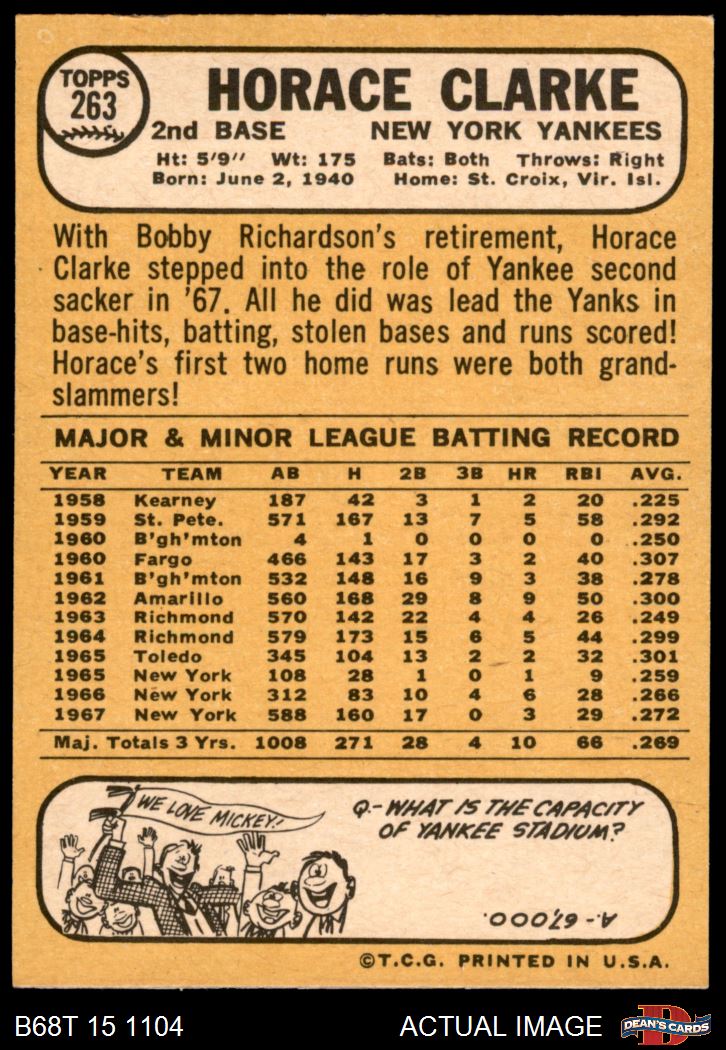 TOPPS
263
HORACE CLARKE
2nd BASE NEW YORK YANKEES
Ht: 5'9" Wt: 175 Bats: Both Throws: Right
Born: June 2, 1940 Home: St. Croix, Vir. Isl.
With Bobby Richardson's retirement, Horace
Clarke stepped into the role of Yankee second
sacker in '67. All he did was lead the Yanks in
base-hits, batting, stolen bases and runs scored!
Horace's first two home runs were both grand-
slammers!
MAJOR & MINOR LEAGUE BATTING RECORD
YEAR TEAM AB H 2B 3B HR RBI AVG.
1958 Kearney 187 42 3 1 2 20 .225
1959 St. Pete. 571 167 13 7 5 58 .292
1960 B'gh'mton 4 1 0 0 0 0 .250
1960 Fargo 466 143 17 3 2 40 .307
1961 B'gh'mton 532 148 16 9 3 38 .278
1962 Amarillo 560 168 29 8 9 50 .300
1963 Richmond 570 142 22 4 4 26 .249
1964 Richmond 579 173 15 6 5 44 .299
1965 Toledo 345 104 13 2 2 32 .301
1965 New York 108 28 1 0 1 9 .259
1966 New York 312 83 10 4 6 28 .266
1967 New York 588 160 17 0 3 29 .272
Maj. Totals 3 Yrs. 1008 271 28 4 10 66 .269
WE LOVE MICKEY!
Q.- WHAT IS THE CAPACITY
OF YANKEE STADIUM?
A.- 67,000.
©T.C.G. PRINTED IN U.S.A.
B68T 15 1104 ACTUAL IMAGE
D
DEAN'S CARDS